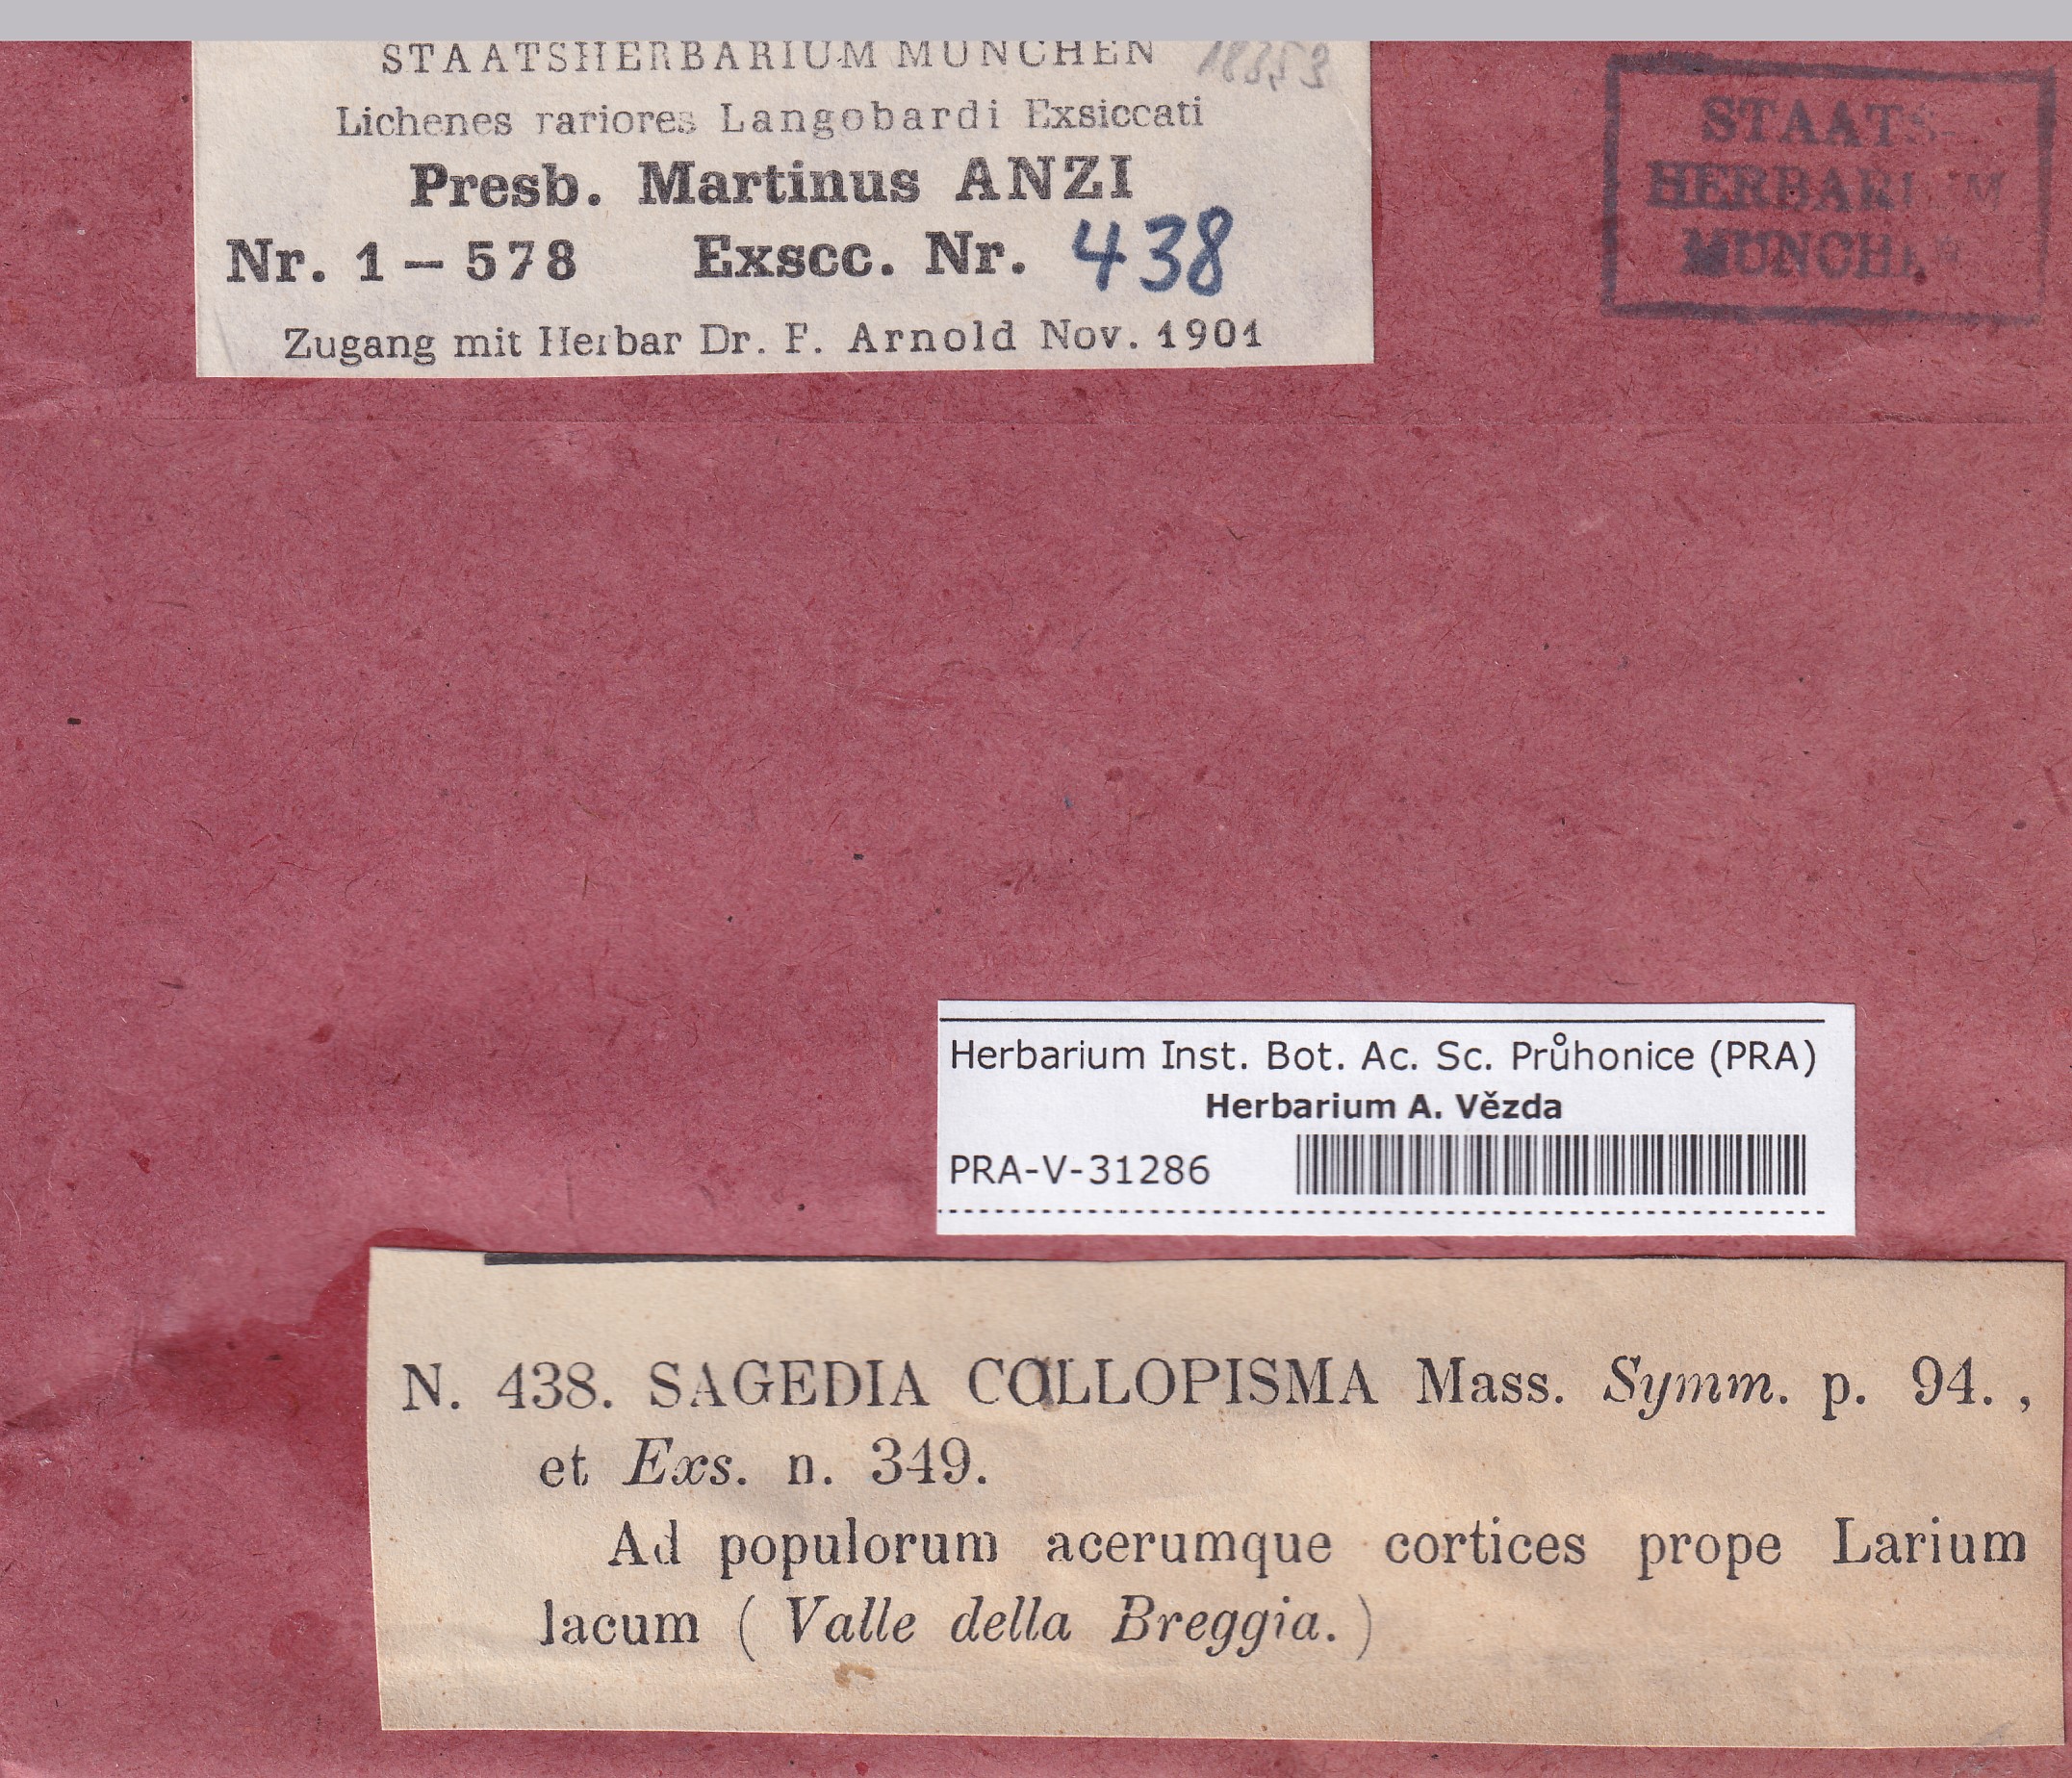 STAATSHERBARIUM MÜNCHEN
Lichenes rariores Langobardi Exsiccati
Presb. Martinus ANZI
Nr. 1 – 578 Exscc. Nr. 438
Zugang mit Herbar Dr. F. Arnold Nov. 1901
STAATS-
HERBARIUM
MÜNCHEN
Herbarium Inst. Bot. Ac. Sc. Průhonice (PRA)
Herbarium A. Vězda
PRA-V-31286
N. 438. SAGEDIA COLLOPISMA Mass. Symm. p. 94. ,
et Exs. n. 349.
Ad populorum acerumque cortices prope Larium
lacum ( Valle della Breggia. )